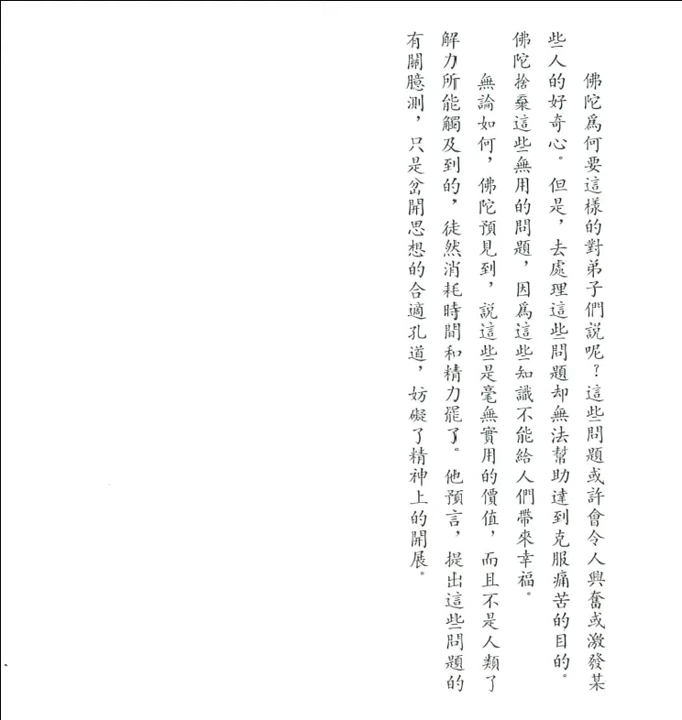 佛陀爲何要這樣的對弟子們說呢？這些問題或許會令人興奮或激發某
些人的好奇心。但是，去處理這些問題却無法幫助達到克服痛苦的目的。
佛陀捨棄這些無用的問題，因爲這些知識不能給人們帶來幸福。
無論如何，佛陀預見到，說這些是毫無實用的價值，而且不是人類了
解力所能觸及到的，徒然消耗時間和精力罷了。他預言，提出這些問題的
有關臆測，只是岔開思想的合適孔道，妨礙了精神上的開展。